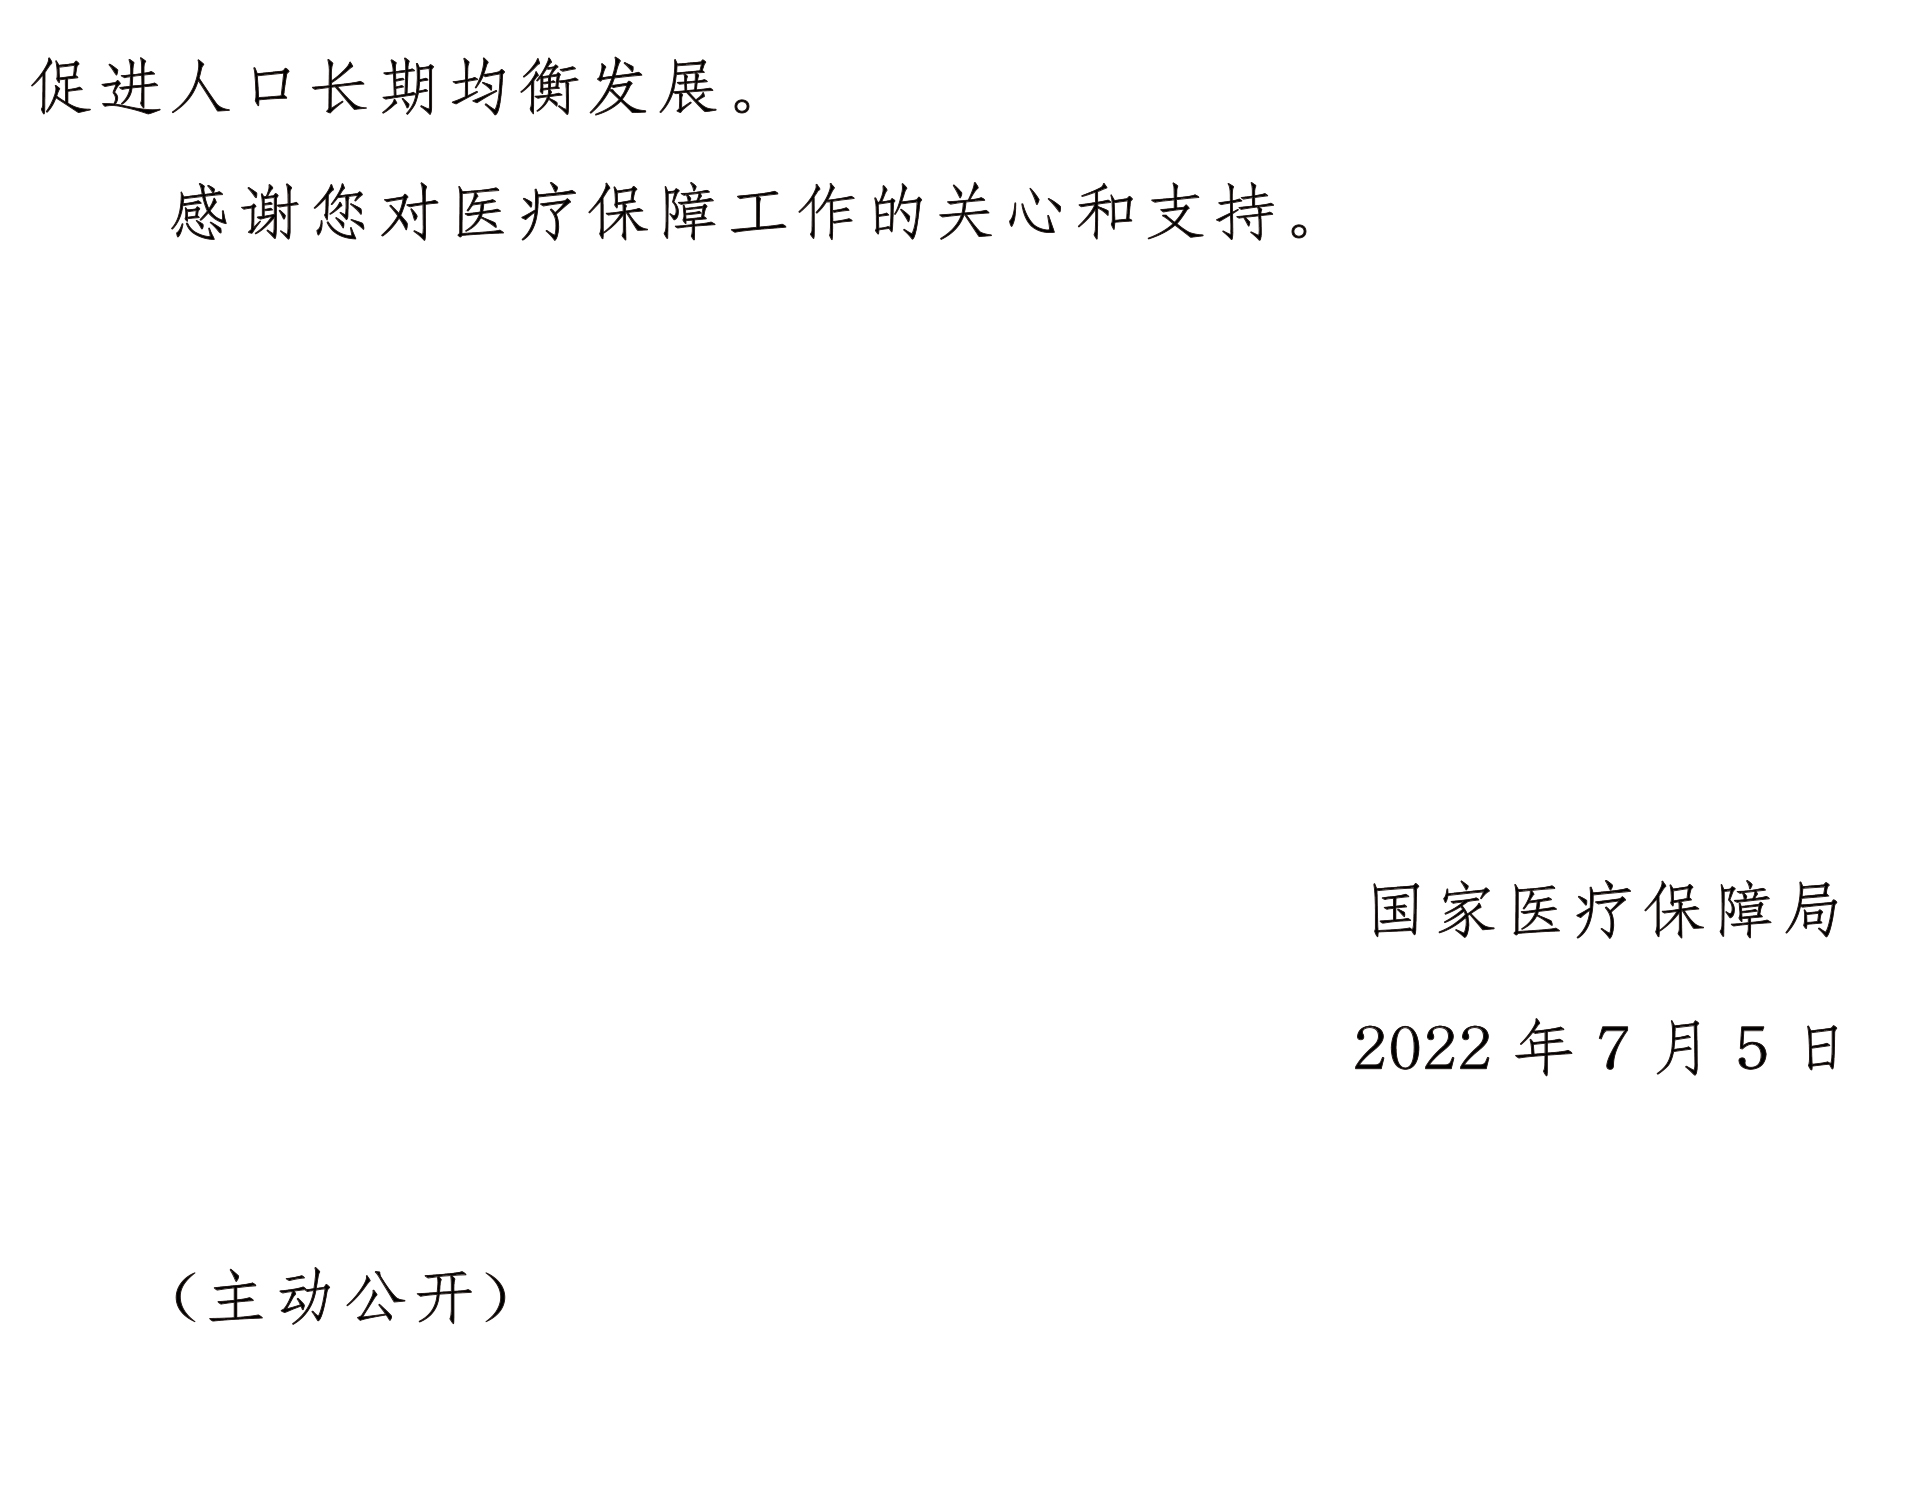 促进人口长期均衡发展。
感谢您对医疗保障工作的关心和支持。
国家医疗保障局
2022 年 7 月 5 日
（主动公开）